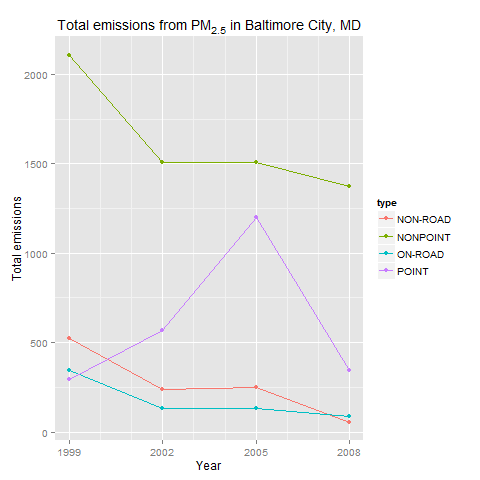 Total emissions from PM2.5 in Baltimore City, MD
Total emissions
2000
1500
1000
500
0
1999 2002 2005 2008
Year
type
NON-ROAD
NONPOINT
ON-ROAD
POINT